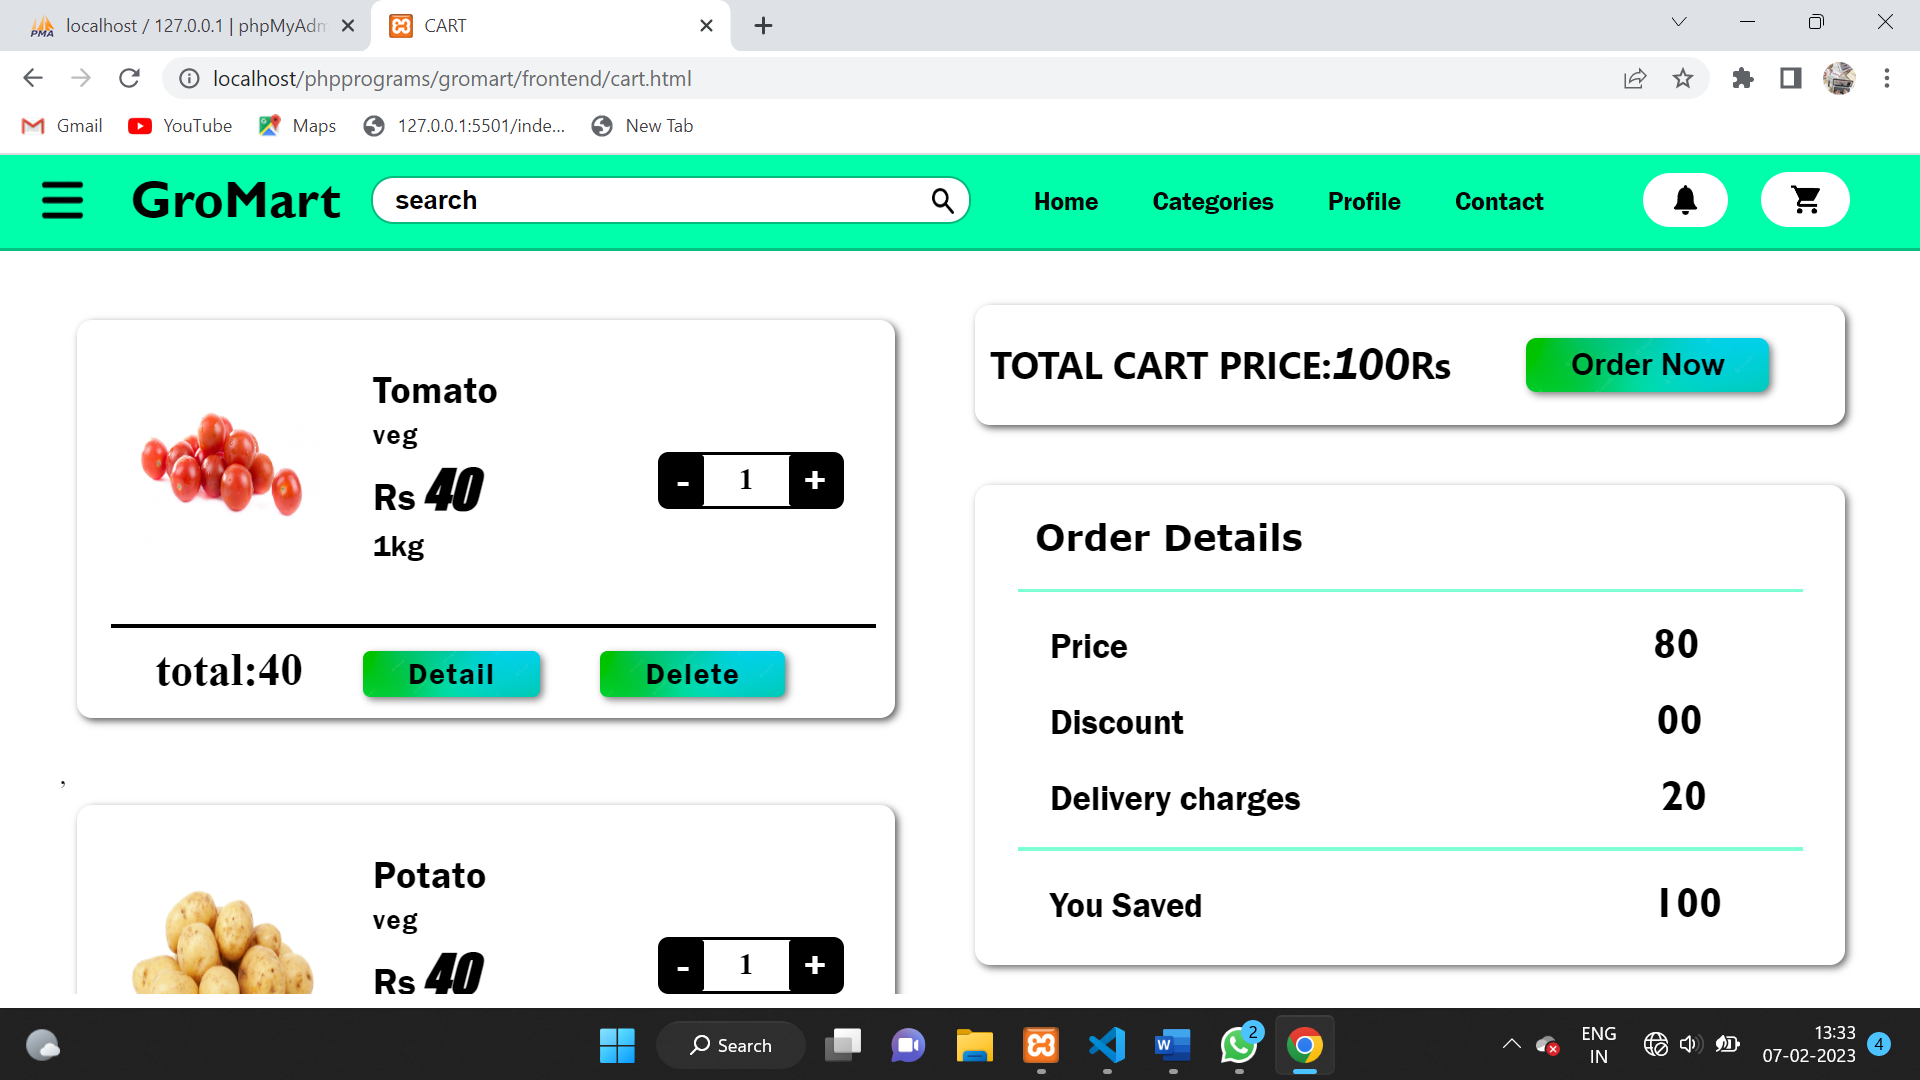 localhost / 127.0.0.1 | phpMyAdm
CART
localhost/phpprograms/gromart/frontend/cart.html
Gmail
YouTube
Maps
127.0.0.1:5501/inde...
New Tab
GroMart
search
Home
Categories
Profile
Contact
Tomato
veg
Rs 40
1kg
- 1 +
total:40
Detail
Delete
,
Potato
veg
Rs 40
- 1 +
TOTAL CART PRICE:100Rs
Order Now
Order Details
Price 80
Discount 00
Delivery charges 20
You Saved 100
Search
W
2
ENG
IN
13:33
07-02-2023
4
PMA